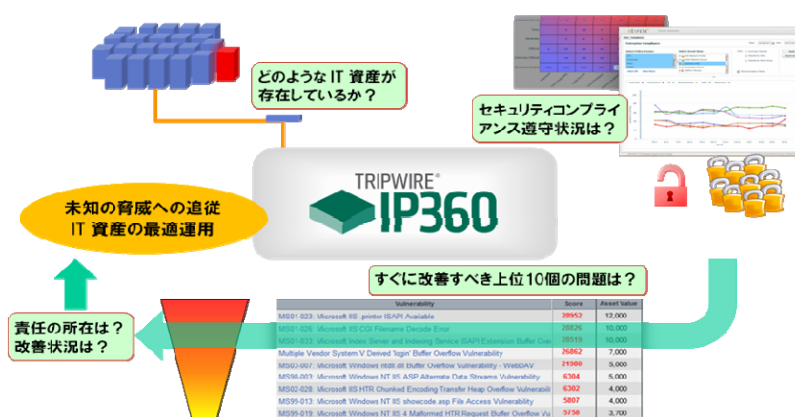 どのような IT 資産が
存在しているか？
セキュリティコンプライ
アンス遵守状況は？
TRIPWIRE®
IP360
未知の脅威への追従
IT 資産の最適運用
すぐに改善すべき上位10個の問題は？
責任の所在は？
改善状況は？
Vulnerability Score Asset Value
MS01-023: Microsoft IIS .printer ISAPI Available 28952 12,000
MS01-026: Microsoft IIS CGI Filename Decode Error 28826 10,000
MS01-033: Microsoft Index Server and Indexing Service ISAPI Extension Buffer Ove 28519 10,000
Multiple Vendor System V Derived 'login' Buffer Overflow Vulnerability 26862 7,000
MS03-007: Microsoft Windows ntdll.dll Buffer Overflow Vulnerability - WebDAV 21980 5,000
MS98-003: Microsoft Windows NT IIS ASP Alternate Data Streams Vulnerability 6304 5,000
MS02-028: Microsoft IIS HTR Chunked Encoding Transfer Heap Overflow Vulnerabili 6302 4,000
MS99-013: Microsoft Windows NT IIS showcode.asp File Access Vulnerability 5807 4,000
MS99-019: Microsoft Windows NT IIS 4 Malformed HTR Request Buffer Overflow Vu 5758 3,700